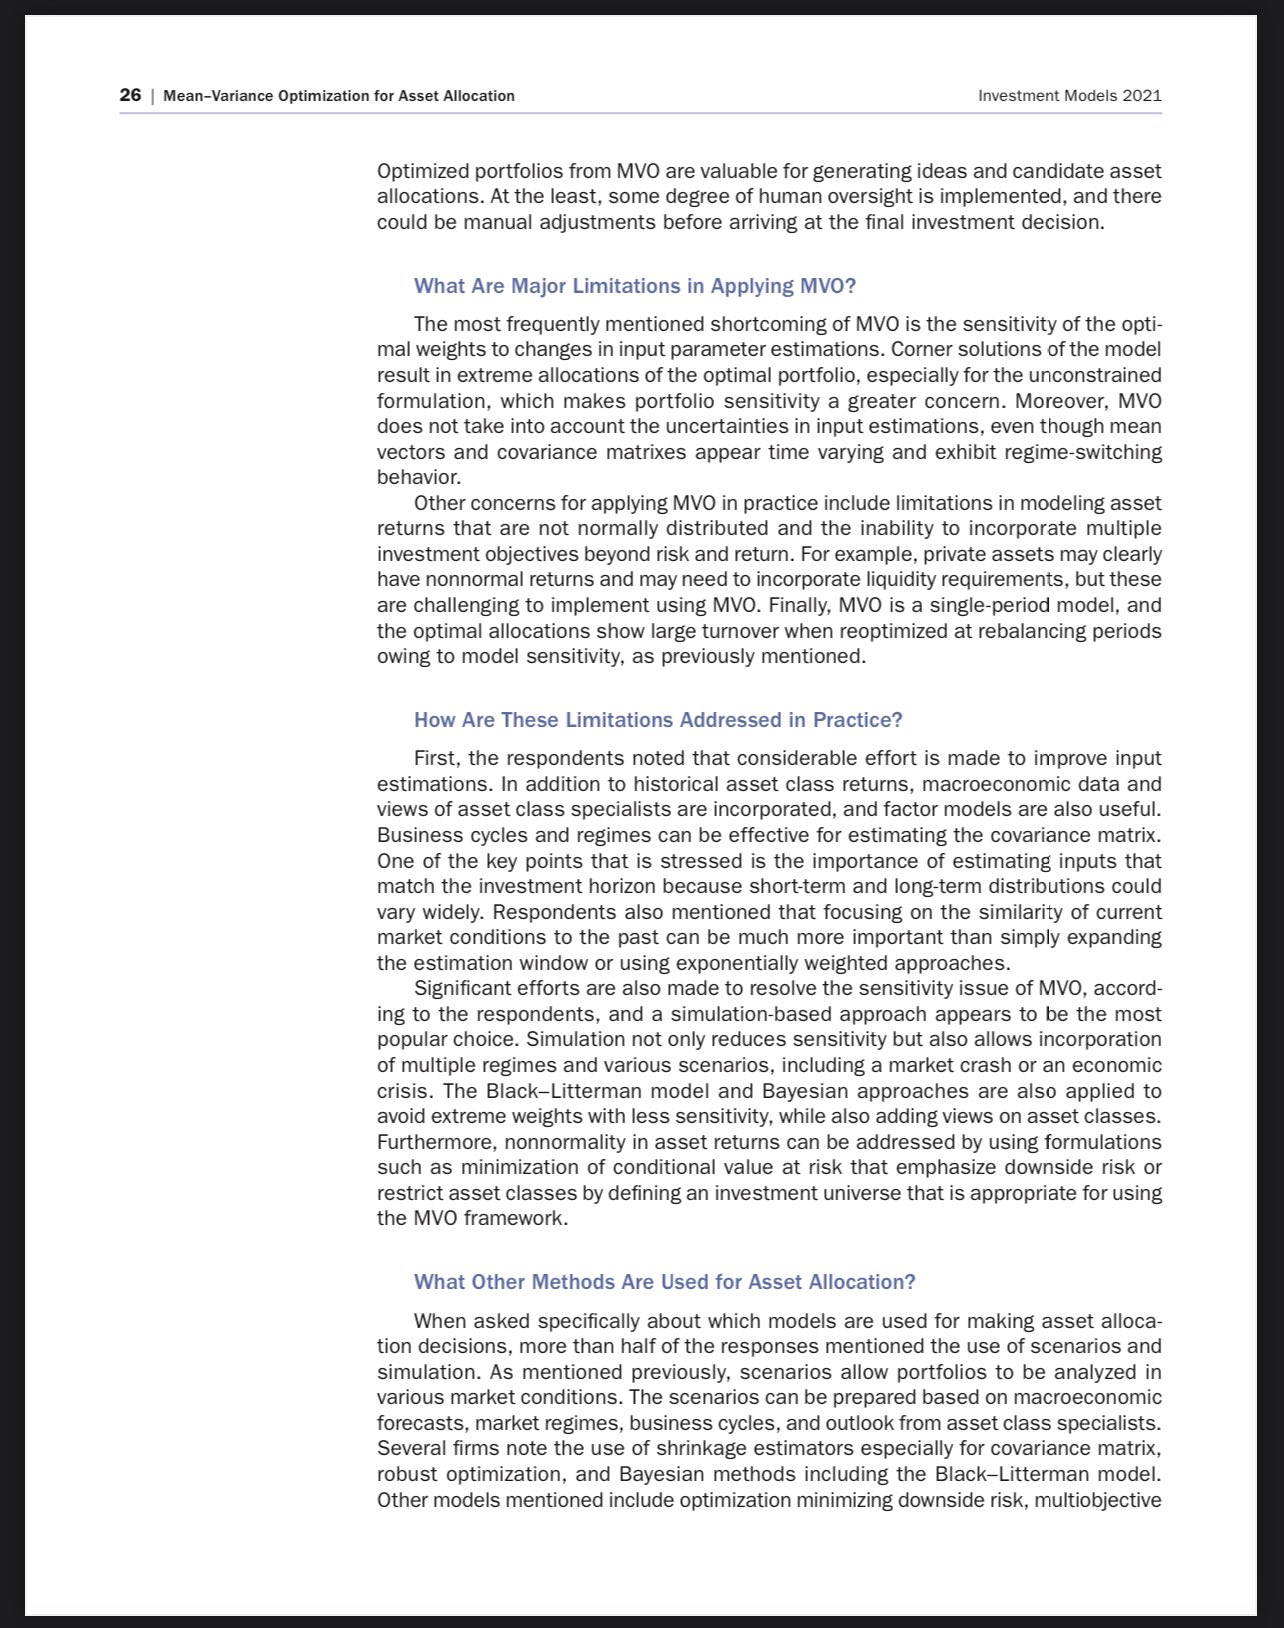 26 | Mean–Variance Optimization for Asset Allocation
Investment Models 2021
Optimized portfolios from MVO are valuable for generating ideas and candidate asset
allocations. At the least, some degree of human oversight is implemented, and there
could be manual adjustments before arriving at the final investment decision.
What Are Major Limitations in Applying MVO?
The most frequently mentioned shortcoming of MVO is the sensitivity of the opti-
mal weights to changes in input parameter estimations. Corner solutions of the model
result in extreme allocations of the optimal portfolio, especially for the unconstrained
formulation, which makes portfolio sensitivity a greater concern. Moreover, MVO
does not take into account the uncertainties in input estimations, even though mean
vectors and covariance matrixes appear time varying and exhibit regime-switching
behavior.
Other concerns for applying MVO in practice include limitations in modeling asset
returns that are not normally distributed and the inability to incorporate multiple
investment objectives beyond risk and return. For example, private assets may clearly
have nonnormal returns and may need to incorporate liquidity requirements, but these
are challenging to implement using MVO. Finally, MVO is a single-period model, and
the optimal allocations show large turnover when reoptimized at rebalancing periods
owing to model sensitivity, as previously mentioned.
How Are These Limitations Addressed in Practice?
First, the respondents noted that considerable effort is made to improve input
estimations. In addition to historical asset class returns, macroeconomic data and
views of asset class specialists are incorporated, and factor models are also useful.
Business cycles and regimes can be effective for estimating the covariance matrix.
One of the key points that is stressed is the importance of estimating inputs that
match the investment horizon because short-term and long-term distributions could
vary widely. Respondents also mentioned that focusing on the similarity of current
market conditions to the past can be much more important than simply expanding
the estimation window or using exponentially weighted approaches.
Significant efforts are also made to resolve the sensitivity issue of MVO, accord-
ing to the respondents, and a simulation-based approach appears to be the most
popular choice. Simulation not only reduces sensitivity but also allows incorporation
of multiple regimes and various scenarios, including a market crash or an economic
crisis. The Black–Litterman model and Bayesian approaches are also applied to
avoid extreme weights with less sensitivity, while also adding views on asset classes.
Furthermore, nonnormality in asset returns can be addressed by using formulations
such as minimization of conditional value at risk that emphasize downside risk or
restrict asset classes by defining an investment universe that is appropriate for using
the MVO framework.
What Other Methods Are Used for Asset Allocation?
When asked specifically about which models are used for making asset alloca-
tion decisions, more than half of the responses mentioned the use of scenarios and
simulation. As mentioned previously, scenarios allow portfolios to be analyzed in
various market conditions. The scenarios can be prepared based on macroeconomic
forecasts, market regimes, business cycles, and outlook from asset class specialists.
Several firms note the use of shrinkage estimators especially for covariance matrix,
robust optimization, and Bayesian methods including the Black–Litterman model.
Other models mentioned include optimization minimizing downside risk, multiobjective